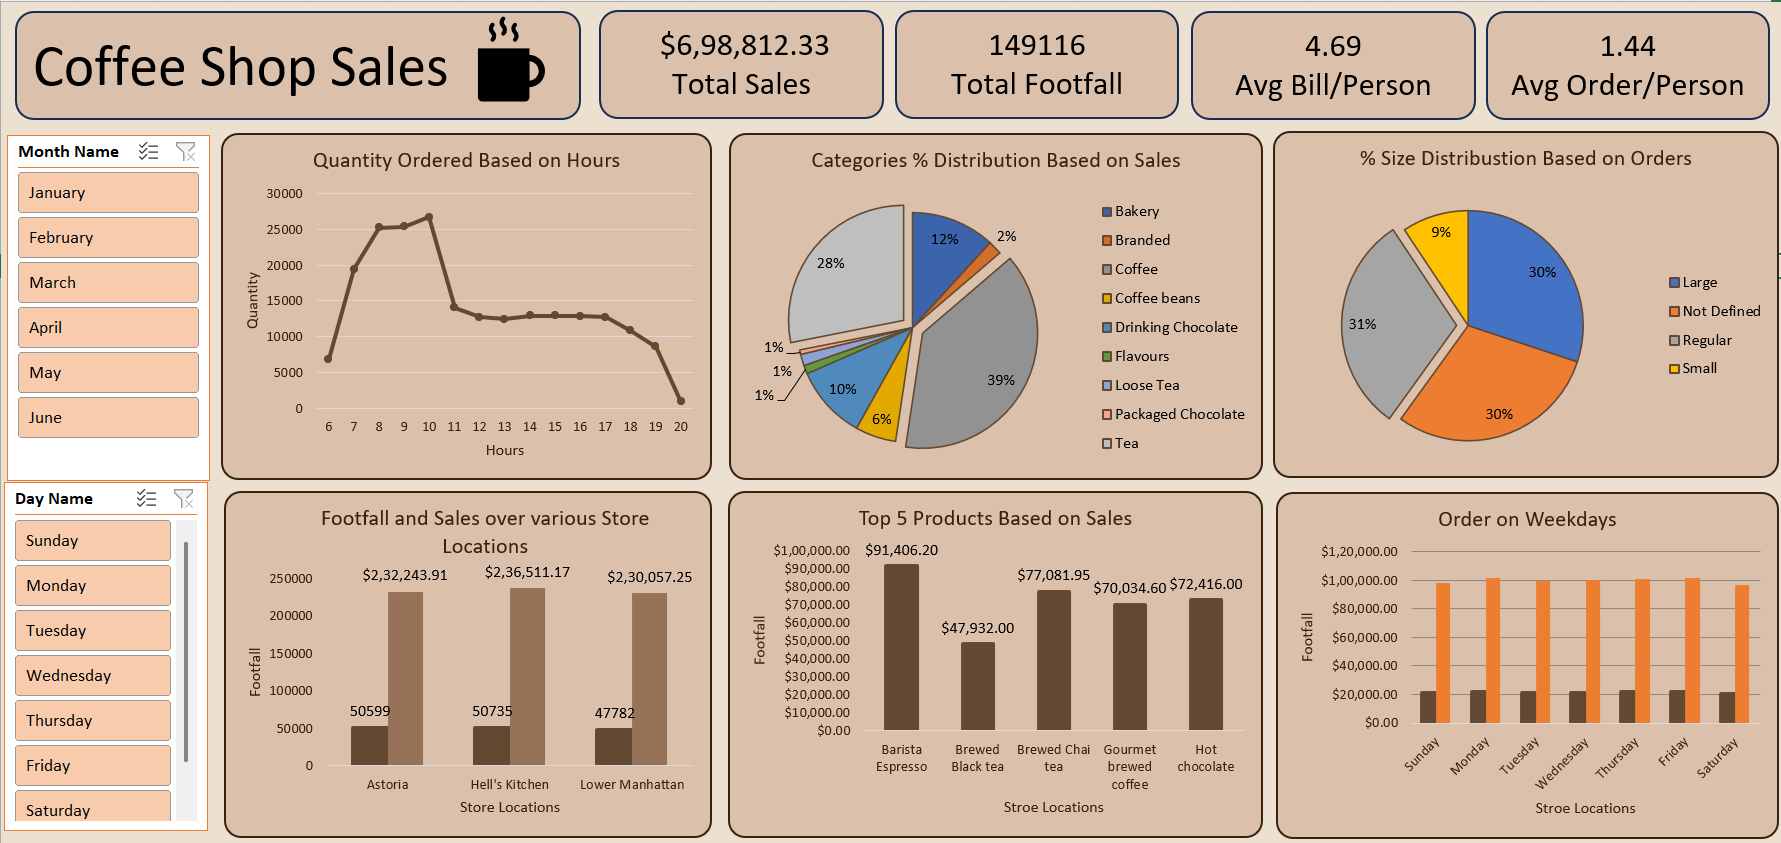 Coffee Shop Sales
$6,98,812.33
Total Sales
149116
Total Footfall
4.69
Avg Bill/Person
1.44
Avg Order/Person
Month Name
January
February
March
April
May
June
Day Name
Sunday
Monday
Tuesday
Wednesday
Thursday
Friday
Saturday
Quantity Ordered Based on Hours
30000
25000
20000
15000
10000
5000
0
Quantity
6 7 8 9 10 11 12 13 14 15 16 17 18 19 20
Hours
Categories % Distribution Based on Sales
12%
2%
39%
6%
10%
1%
1%
1%
28%
Bakery
Branded
Coffee
Coffee beans
Drinking Chocolate
Flavours
Loose Tea
Packaged Chocolate
Tea
% Size Distribustion Based on Orders
30%
30%
31%
9%
Large
Not Defined
Regular
Small
Footfall and Sales over various Store
Locations
250000
200000
150000
100000
50000
0
Footfall
$2,32,243.91
$2,36,511.17
$2,30,057.25
50599
50735
47782
Astoria
Hell's Kitchen
Lower Manhattan
Store Locations
Top 5 Products Based on Sales
$1,00,000.00
$90,000.00
$80,000.00
$70,000.00
$60,000.00
$50,000.00
$40,000.00
$30,000.00
$20,000.00
$10,000.00
$0.00
Footfall
$91,406.20
$47,932.00
$77,081.95
$70,034.60
$72,416.00
Barista
Espresso
Brewed
Black tea
Brewed Chai
tea
Gourmet
brewed
coffee
Hot
chocolate
Stroe Locations
Order on Weekdays
$1,20,000.00
$1,00,000.00
$80,000.00
$60,000.00
$40,000.00
$20,000.00
$0.00
Footfall
Sunday
Monday
Tuesday
Wednesday
Thursday
Friday
Saturday
Stroe Locations